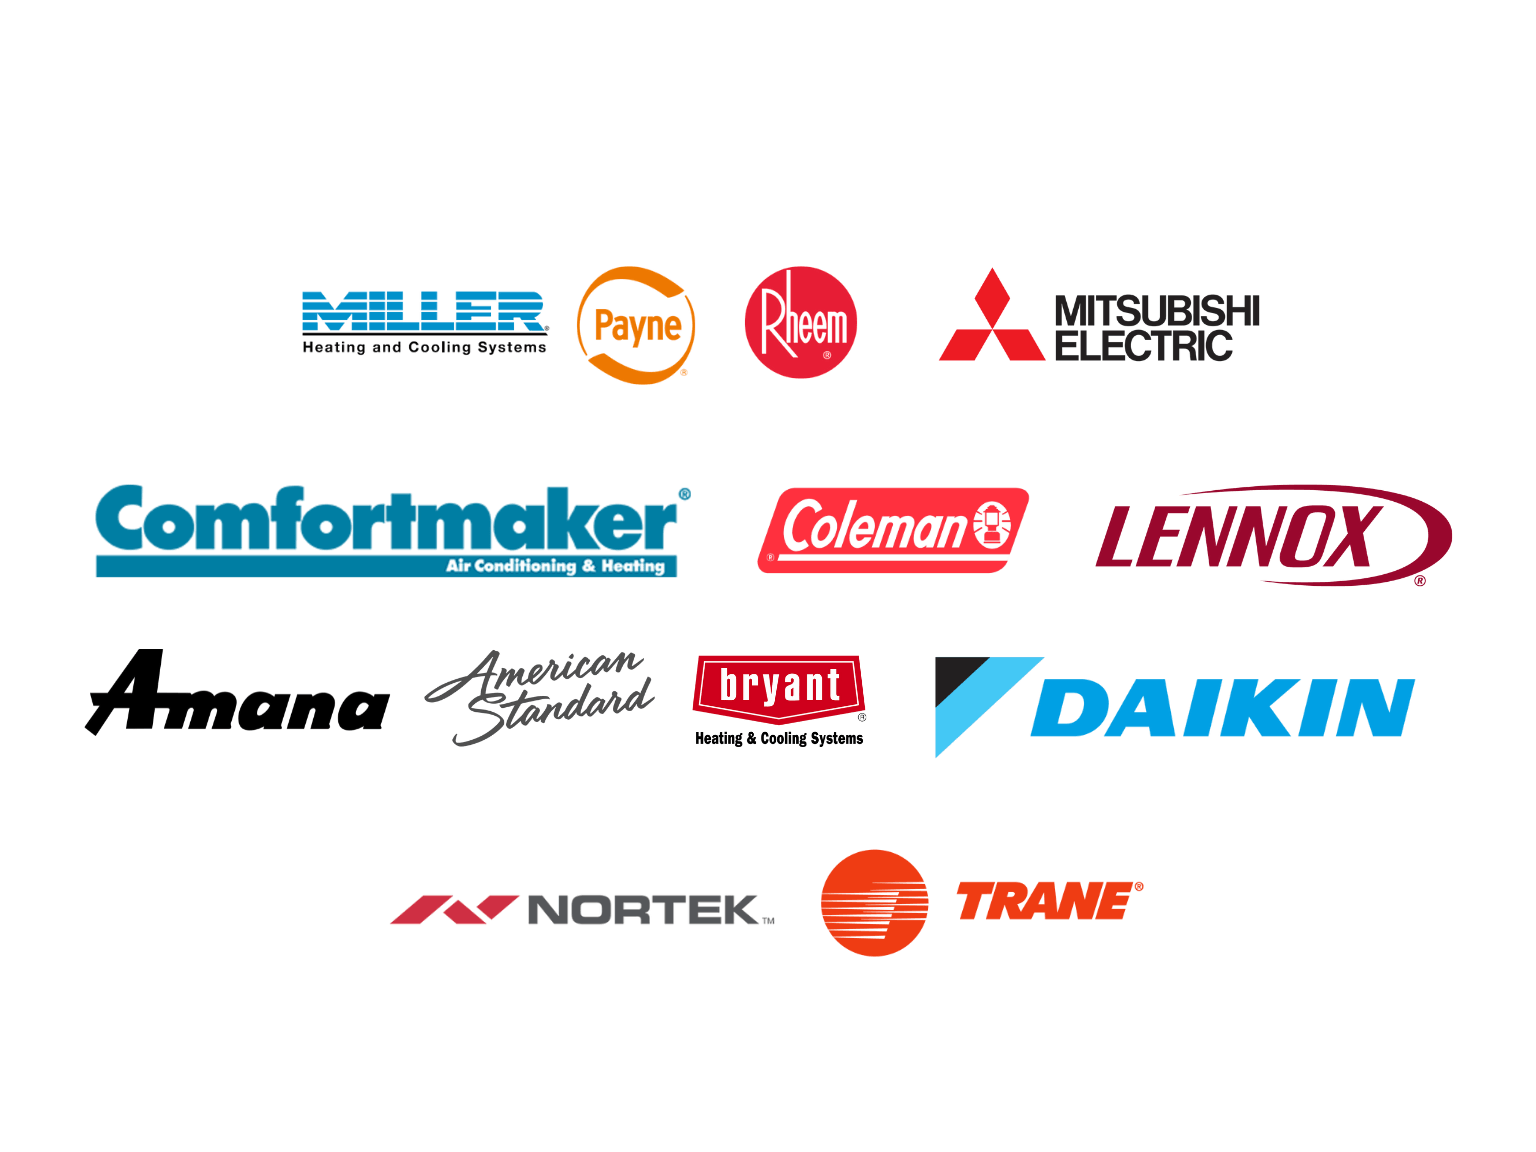 MILLER®
Heating and Cooling Systems
Payne®
Rheem®
MITSUBISHI
ELECTRIC
Comfortmaker®
Air Conditioning & Heating
Coleman®
LENNOX®
Amana
American
Standard
bryant®
Heating & Cooling Systems
DAIKIN
NORTEK™
TRANE®